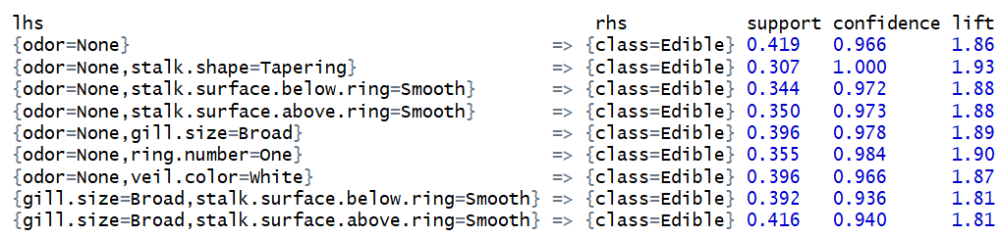 lhs rhs support confidence lift
{odor=None} => {class=Edible} 0.419 0.966 1.86
{odor=None,stalk.shape=Tapering} => {class=Edible} 0.307 1.000 1.93
{odor=None,stalk.surface.below.ring=Smooth} => {class=Edible} 0.344 0.972 1.88
{odor=None,stalk.surface.above.ring=Smooth} => {class=Edible} 0.350 0.973 1.88
{odor=None,gill.size=Broad} => {class=Edible} 0.396 0.978 1.89
{odor=None,ring.number=One} => {class=Edible} 0.355 0.984 1.90
{odor=None,veil.color=White} => {class=Edible} 0.396 0.966 1.87
{gill.size=Broad,stalk.surface.below.ring=Smooth} => {class=Edible} 0.392 0.936 1.81
{gill.size=Broad,stalk.surface.above.ring=Smooth} => {class=Edible} 0.416 0.940 1.81